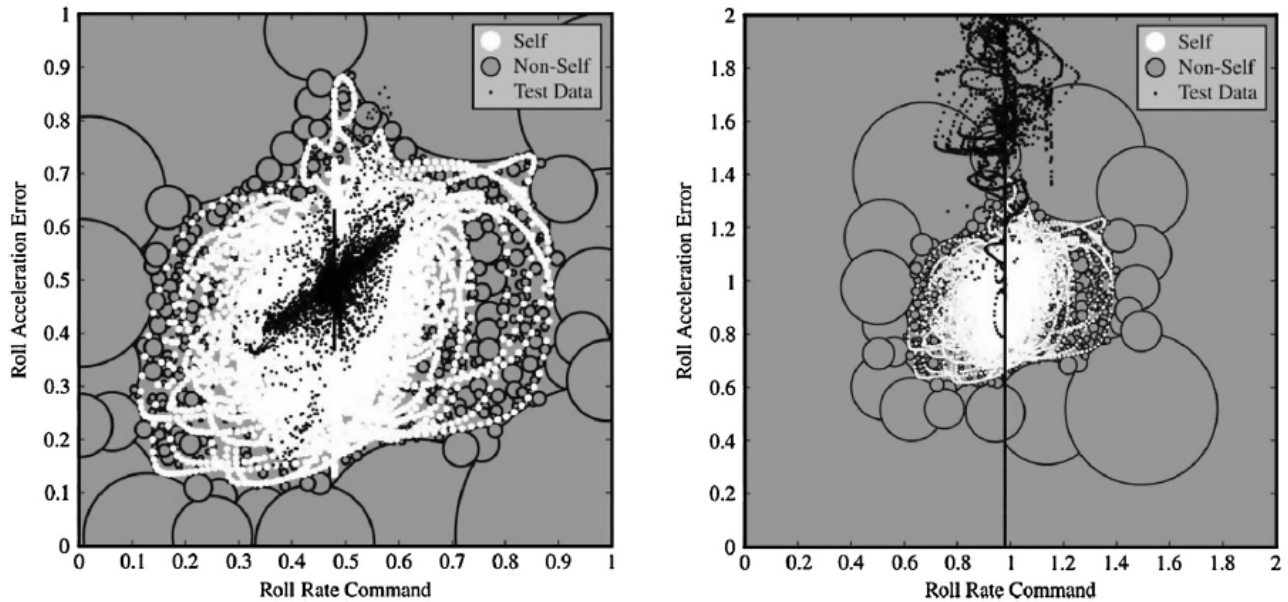 1
0.9
0.8
0.7
0.6
0.5
0.4
0.3
0.2
0.1
0
Roll Acceleration Error
Self
Non-Self
Test Data
0 0.1 0.2 0.3 0.4 0.5 0.6 0.7 0.8 0.9 1
Roll Rate Command
2
1.8
1.6
1.4
1.2
1
0.8
0.6
0.4
0.2
0
Roll Acceleration Error
Self
Non-Self
Test Data
0 0.2 0.4 0.6 0.8 1 1.2 1.4 1.6 1.8 2
Roll Rate Command